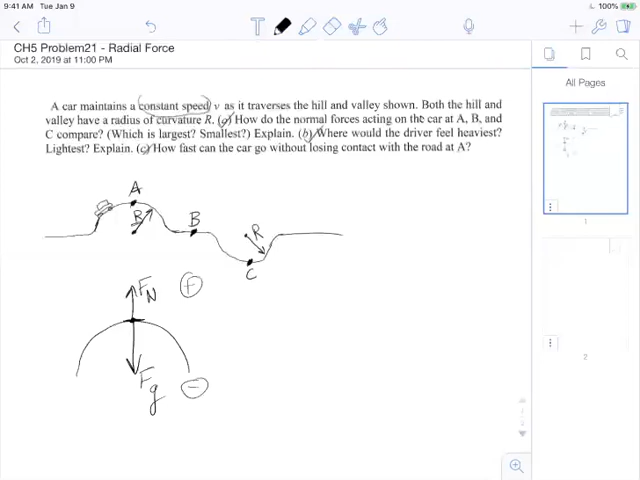 9:41 AM Tue Jan 9
100%
CH5 Problem21 - Radial Force
Oct 2, 2019 at 11:00 PM
All Pages
A car maintains a constant speed v as it traverses the hill and valley shown. Both the hill and
valley have a radius of curvature R. (a) How do the normal forces acting on the car at A, B, and
C compare? (Which is largest? Smallest?) Explain. (b) Where would the driver feel heaviest?
Lightest? Explain. (c) How fast can the car go without losing contact with the road at A?
A
R
B
R
C
FN +
Fg −
1
2